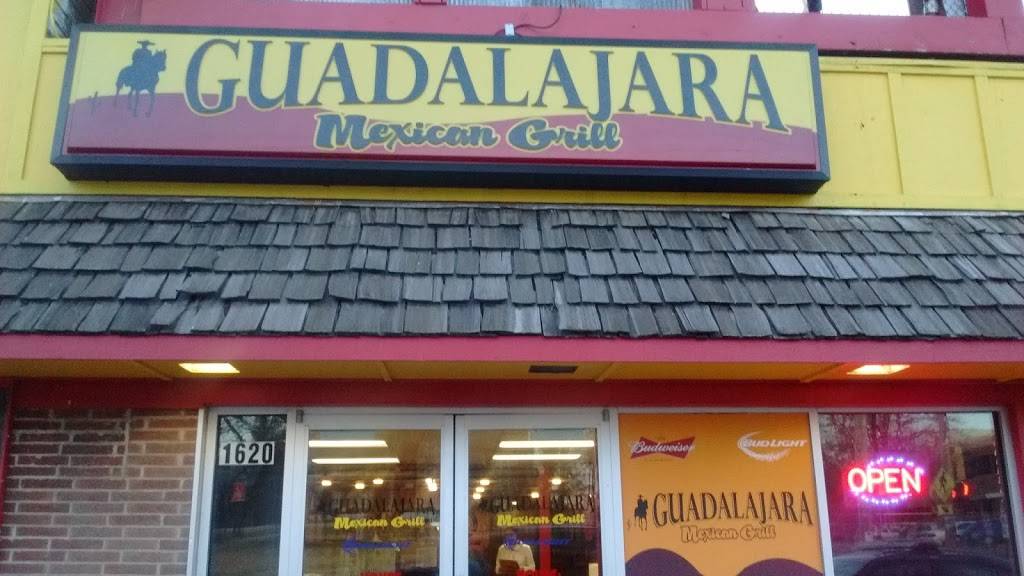 GUADALAJARA
Mexican Grill
1620
GUADALAJARA
Mexican Grill
GUADALAJARA
Mexican Grill
Budweiser
BUD LIGHT
GUADALAJARA
Mexican Grill
OPEN